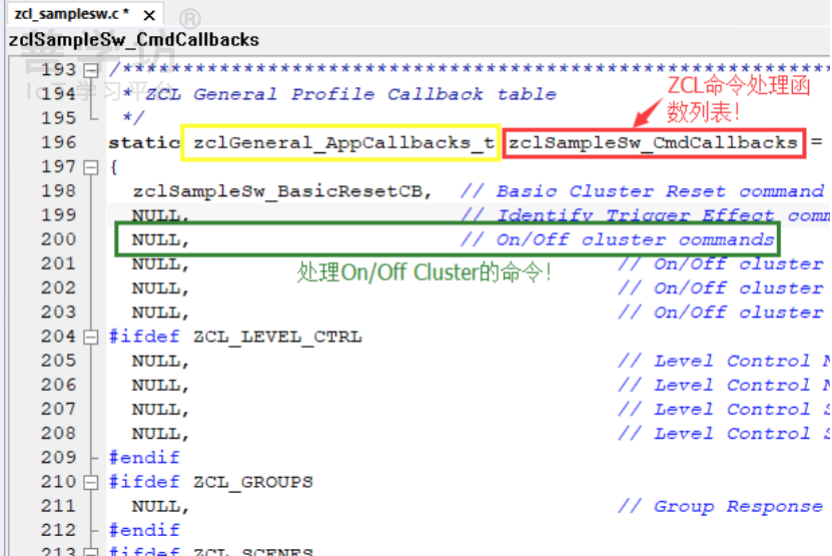 zcl_samplesw.c *
zclSampleSw_CmdCallbacks
193 /*********************************************************
194 * ZCL General Profile Callback table
195 */
196 static zclGeneral_AppCallbacks_t zclSampleSw_CmdCallbacks =
ZCL命令处理函
数列表!
197 {
198 zclSampleSw_BasicResetCB, // Basic Cluster Reset command
199 NULL, // Identify Trigger Effect comm
200 NULL, // On/Off cluster commands
处理On/Off Cluster的命令!
201 NULL, // On/Off cluster
202 NULL, // On/Off cluster
203 NULL, // On/Off cluster
204 #ifdef ZCL_LEVEL_CTRL
205 NULL, // Level Control M
206 NULL, // Level Control M
207 NULL, // Level Control S
208 NULL, // Level Control S
209 #endif
210 #ifdef ZCL_GROUPS
211 NULL, // Group Response
212 #endif
213 #ifdef ZCL_SCENES